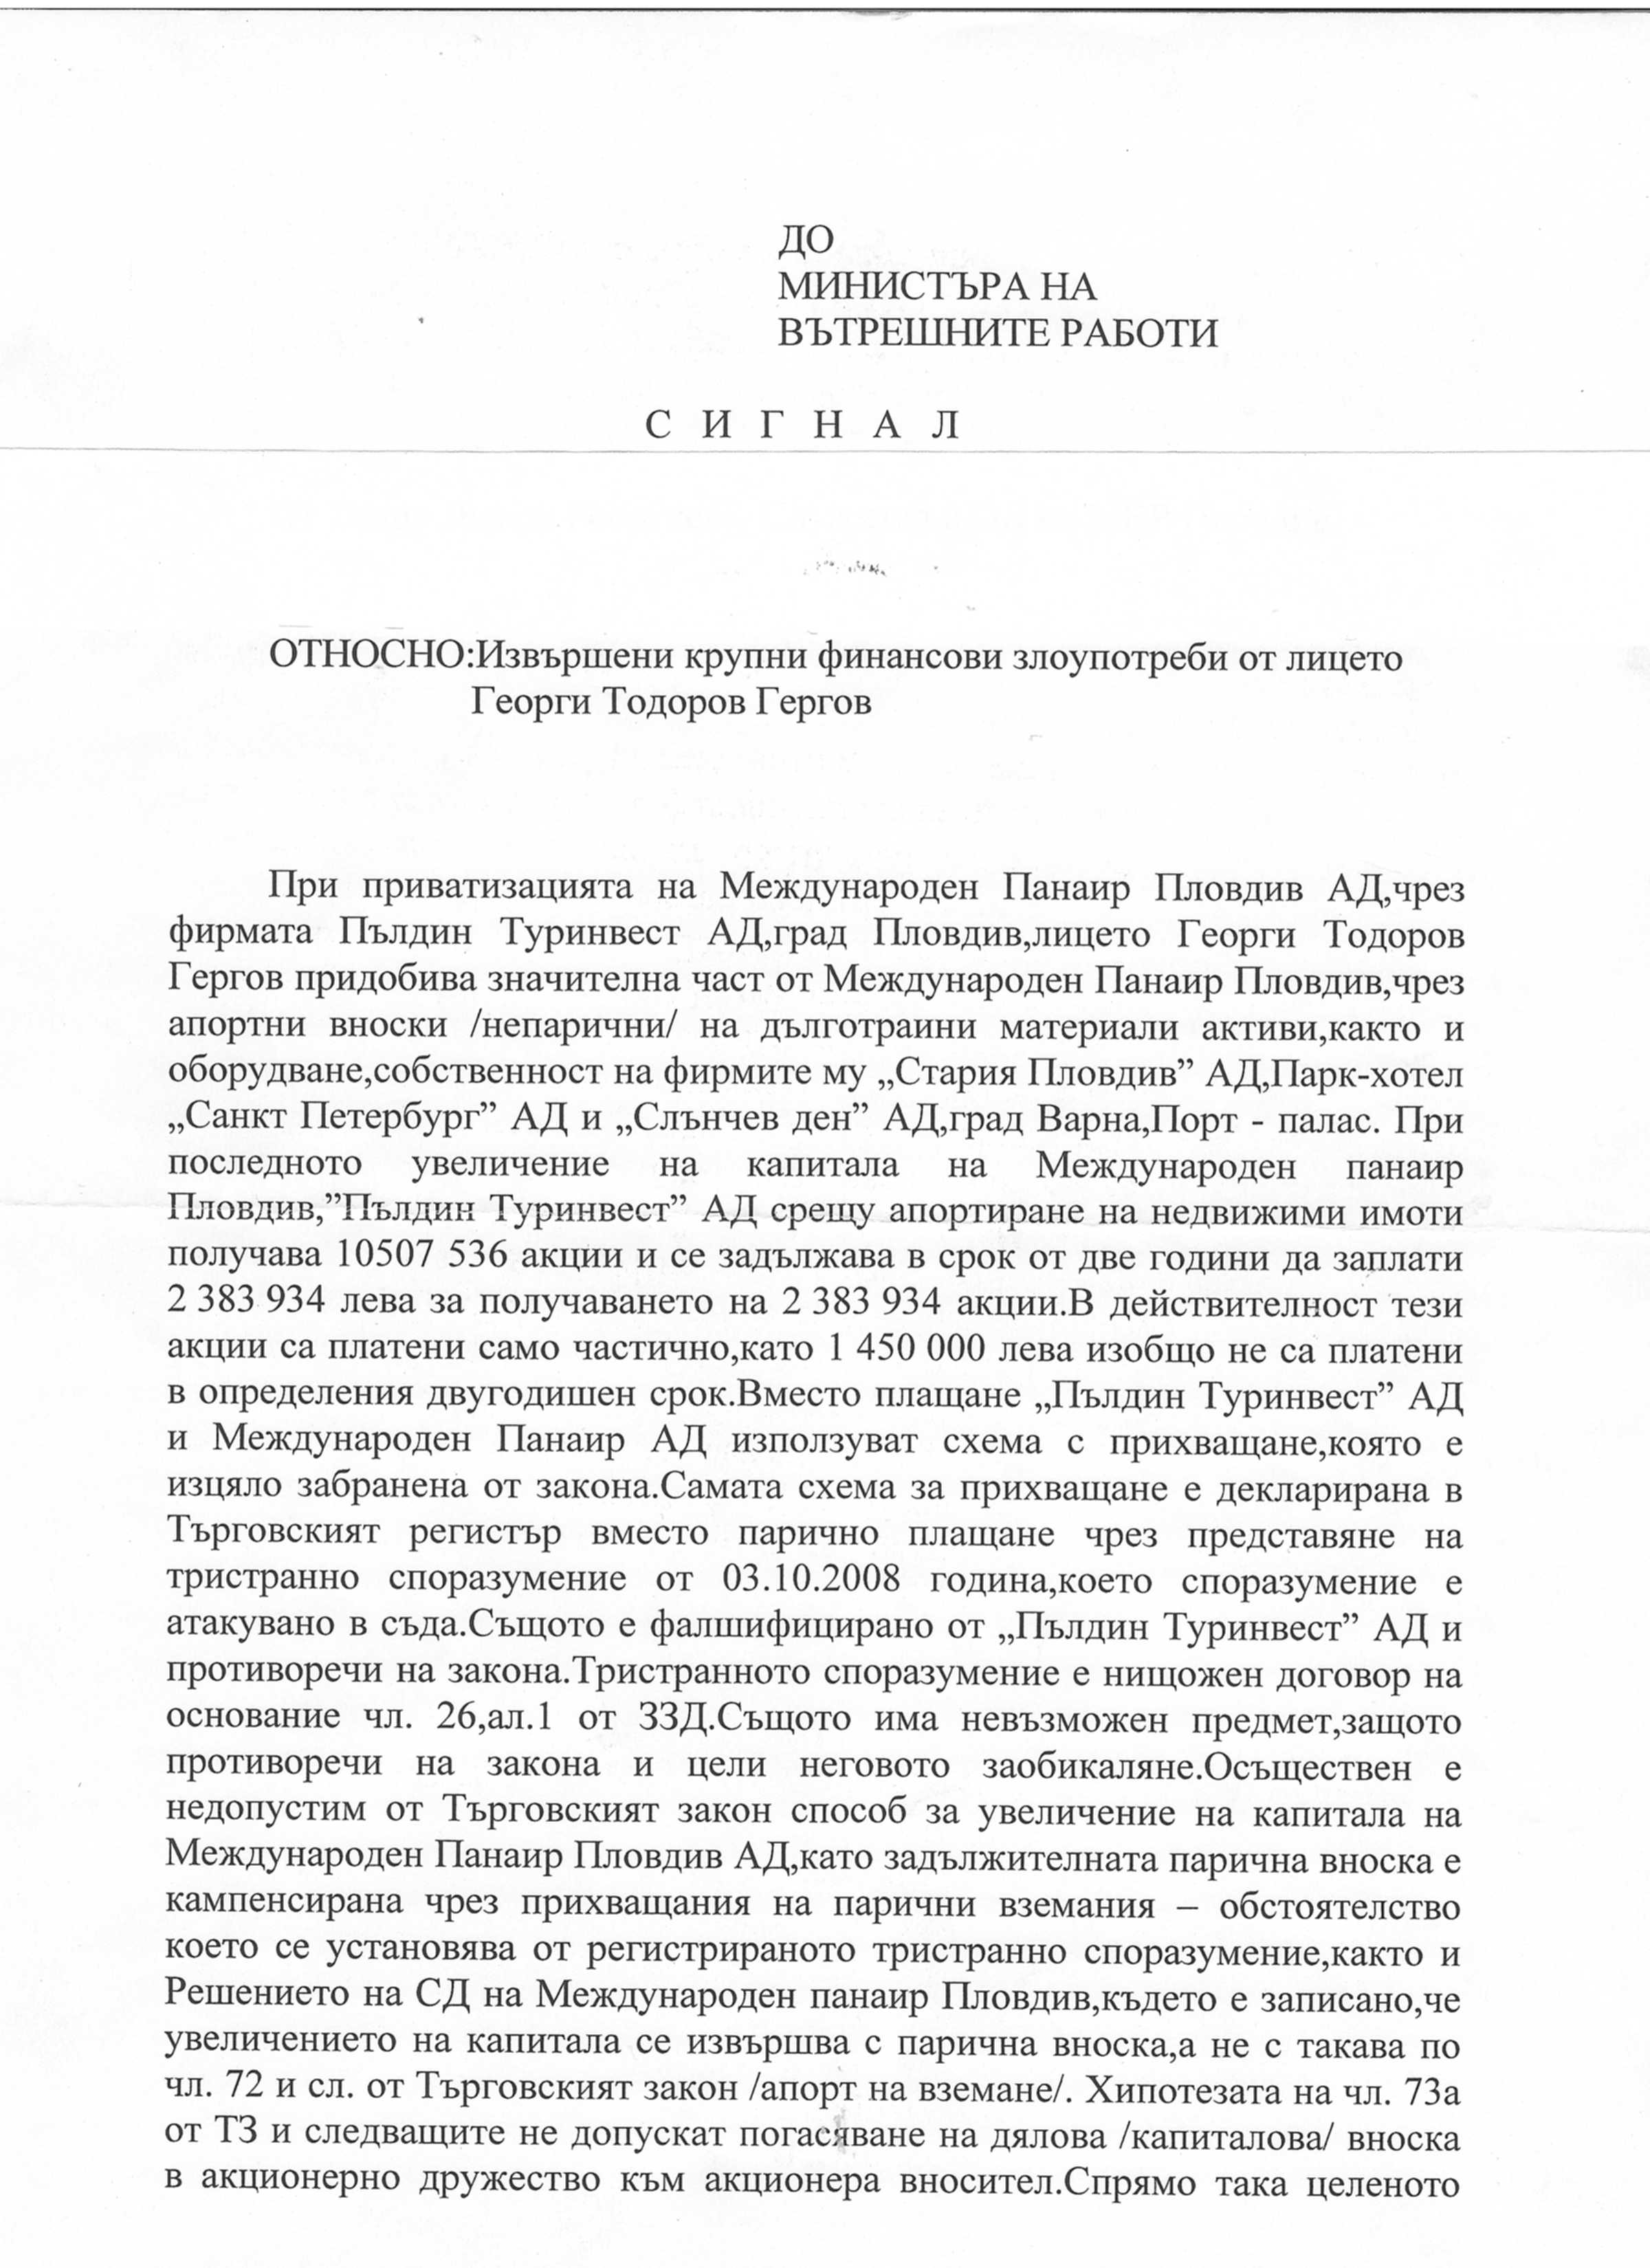 ДО
МИНИСТЪРА НА
ВЪТРЕШНИТЕ РАБОТИ
С И Г Н А Л
ОТНОСНО:Извършени крупни финансови злоупотреби от лицето
Георги Тодоров Гергов
При приватизацията на Международен Панаир Пловдив АД,чрез
фирмата Пълдин Туринвест АД,град Пловдив,лицето Георги Тодоров
Гергов придобива значителна част от Международен Панаир Пловдив,чрез
апортни вноски /непарични/ на дълготраини материали активи,както и
оборудване,собственност на фирмите му „Стария Пловдив” АД,Парк-хотел
„Санкт Петербург” АД и „Слънчев ден” АД,град Варна,Порт - палас. При
последното увеличение на капитала на Международен панаир
Пловдив,”Пълдин Туринвест” АД срещу апортиране на недвижими имоти
получава 10507 536 акции и се задължава в срок от две години да заплати
2 383 934 лева за получаването на 2 383 934 акции.В действителност тези
акции са платени само частично,като 1 450 000 лева изобщо не са платени
в определения двугодишен срок.Вместо плащане „Пълдин Туринвест” АД
и Международен Панаир АД използуват схема с прихващане,която е
изцяло забранена от закона.Самата схема за прихващане е декларирана в
Търговският регистър вместо парично плащане чрез представяне на
тристранно споразумение от 03.10.2008 година,което споразумение е
атакувано в съда.Същото е фалшифицирано от „Пълдин Туринвест” АД и
противоречи на закона.Тристранното споразумение е нищожен договор на
основание чл. 26,ал.1 от ЗЗД.Същото има невъзможен предмет,защото
противоречи на закона и цели неговото заобикаляне.Осъществен е
недопустим от Търговският закон способ за увеличение на капитала на
Международен Панаир Пловдив АД,като задължителната парична вноска е
кампенсирана чрез прихващания на парични вземания – обстоятелство
което се установява от регистрираното тристранно споразумение,както и
Решението на СД на Международен панаир Пловдив,където е записано,че
увеличението на капитала се извършва с парична вноска,а не с такава по
чл. 72 и сл. от Търговският закон /апорт на вземане/. Хипотезата на чл. 73а
от ТЗ и следващите не допускат погасяване на дялова /капиталова/ вноска
в акционерно дружество към акционера вносител.Спрямо така целеното